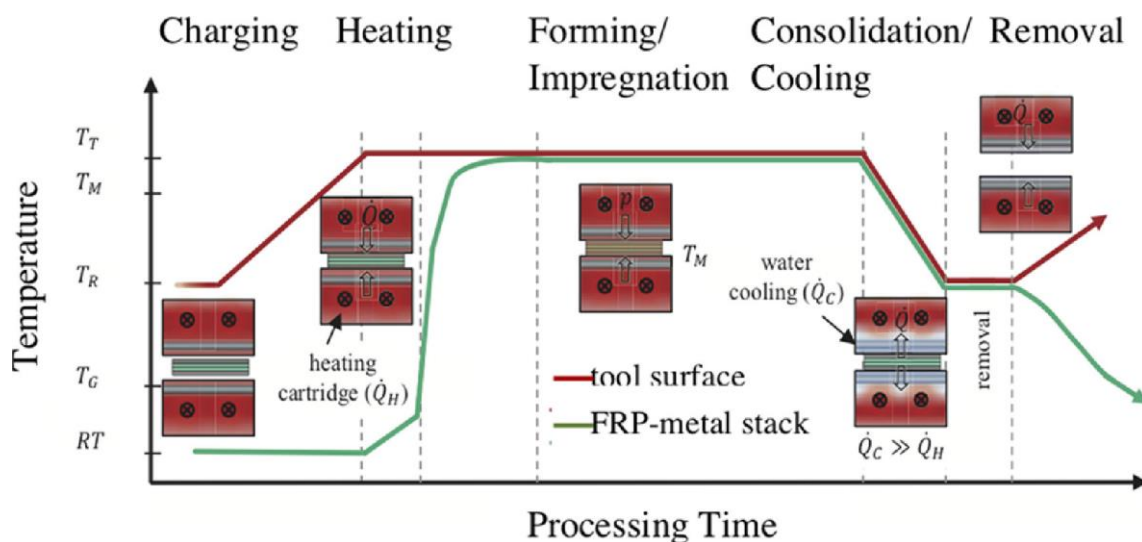 Charging Heating Forming/ Consolidation/ Removal
Impregnation Cooling
T_T
T_M
T_R
T_G
RT
Temperature
Q̇
heating
cartridge (Q̇_H)
p
T_M
water
cooling (Q̇_C)
Q̇
Q̇_C ≫ Q̇_H
removal
Q̇
tool surface
FRP-metal stack
Processing Time